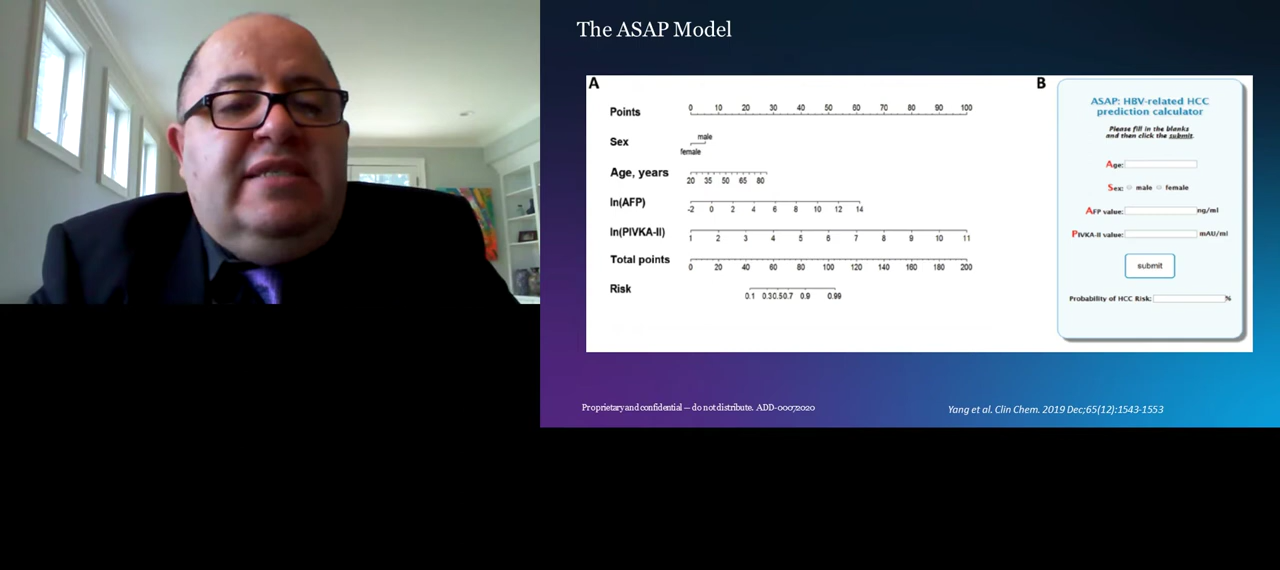 The ASAP Model
A
Points 0 10 20 30 40 50 60 70 80 90 100
Sex female male
Age, years 20 35 50 65 80
ln(AFP) -2 0 2 4 6 8 10 12 14
ln(PIVKA-II) 1 2 3 4 5 6 7 8 9 10 11
Total points 0 20 40 60 80 100 120 140 160 180 200
Risk 0.1 0.3 0.5 0.7 0.9 0.99
B
ASAP: HBV-related HCC
prediction calculator
Please fill in the blanks
and then click the submit.
Age:
Sex: male female
AFP value: ng/ml
PIVKA-II value: mAU/ml
submit
Probability of HCC Risk: %
Proprietary and confidential — do not distribute. ADD-00072020
Yang et al. Clin Chem. 2019 Dec;65(12):1543-1553